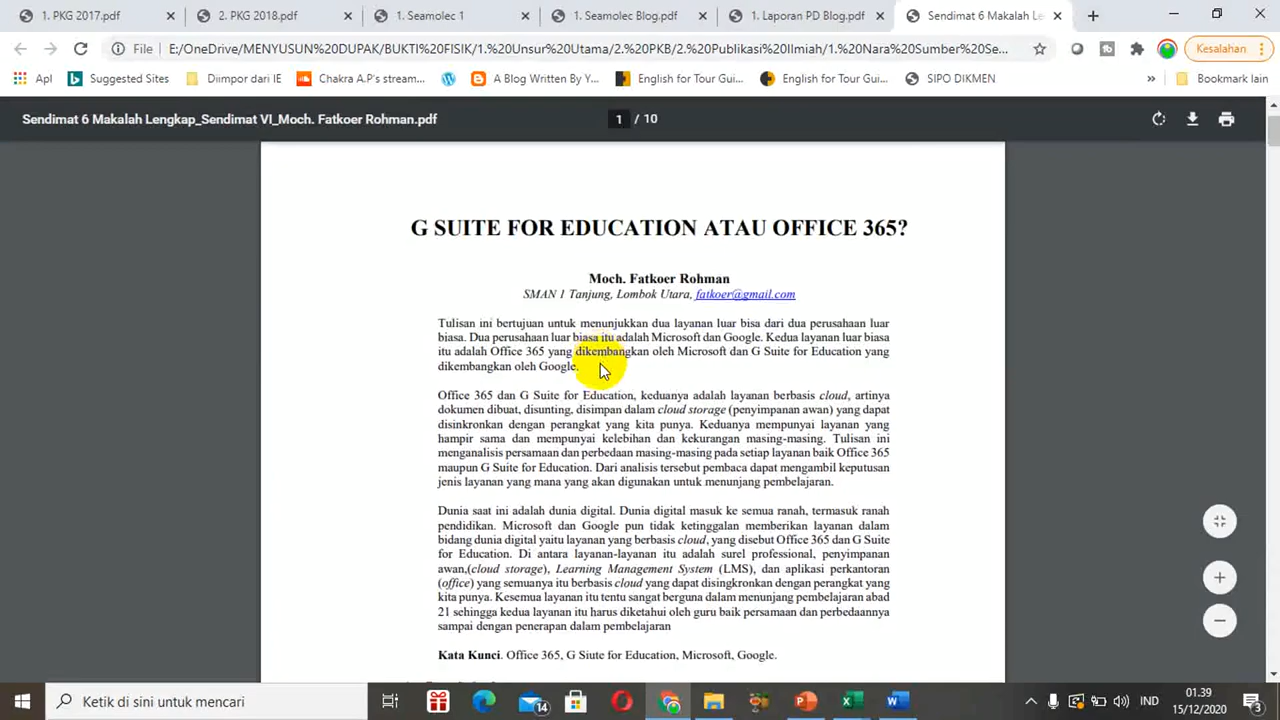 1. PKG 2017.pdf
2. PKG 2018.pdf
1. Seamolec 1
1. Seamolec Blog.pdf
1. Laporan PD Blog.pdf
Sendimat 6 Makalah Le
File E:/OneDrive/MENYUSUN%20DUPAK/BUKTI%20FISIK/1.%20Unsur%20Utama/2.%20PKB/2.%20Publikasi%20Ilmiah/1.%20Nara%20Sumber%20Se...
Kesalahan
Apl
Suggested Sites
Diimpor dari IE
Chakra A.P's stream...
A Blog Written By Y...
English for Tour Gui...
English for Tour Gui...
SIPO DIKMEN
»
Bookmark lain
Sendimat 6 Makalah Lengkap_Sendimat VI_Moch. Fatkoer Rohman.pdf
1 / 10
G SUITE FOR EDUCATION ATAU OFFICE 365?
Moch. Fatkoer Rohman
SMAN 1 Tanjung, Lombok Utara, fatkoer@gmail.com
Tulisan ini bertujuan untuk menunjukkan dua layanan luar bisa dari dua perusahaan luar
biasa. Dua perusahaan luar biasa itu adalah Microsoft dan Google. Kedua layanan luar biasa
itu adalah Office 365 yang dikembangkan oleh Microsoft dan G Suite for Education yang
dikembangkan oleh Google.
Office 365 dan G Suite for Education, keduanya adalah layanan berbasis cloud, artinya
dokumen dibuat, disunting, disimpan dalam cloud storage (penyimpanan awan) yang dapat
disinkronkan dengan perangkat yang kita punya. Keduanya mempunyai layanan yang
hampir sama dan mempunyai kelebihan dan kekurangan masing-masing. Tulisan ini
menganalisis persamaan dan perbedaan masing-masing pada setiap layanan baik Office 365
maupun G Suite for Education. Dari analisis tersebut pembaca dapat mengambil keputusan
jenis layanan yang mana yang akan digunakan untuk menunjang pembelajaran.
Dunia saat ini adalah dunia digital. Dunia digital masuk ke semua ranah, termasuk ranah
pendidikan. Microsoft dan Google pun tidak ketinggalan memberikan layanan dalam
bidang dunia digital yaitu layanan yang berbasis cloud, yang disebut Office 365 dan G Suite
for Education. Di antara layanan-layanan itu adalah surel professional, penyimpanan
awan,(cloud storage), Learning Management System (LMS), dan aplikasi perkantoran
(office) yang semuanya itu berbasis cloud yang dapat disingkronkan dengan perangkat yang
kita punya. Kesemua layanan itu tentu sangat berguna dalam menunjang pembelajaran abad
21 sehingga kedua layanan itu harus diketahui oleh guru baik persamaan dan perbedaannya
sampai dengan penerapan dalam pembelajaran
Kata Kunci. Office 365, G Siute for Education, Microsoft, Google.
Ketik di sini untuk mencari
14
IND
01.39
15/12/2020
3